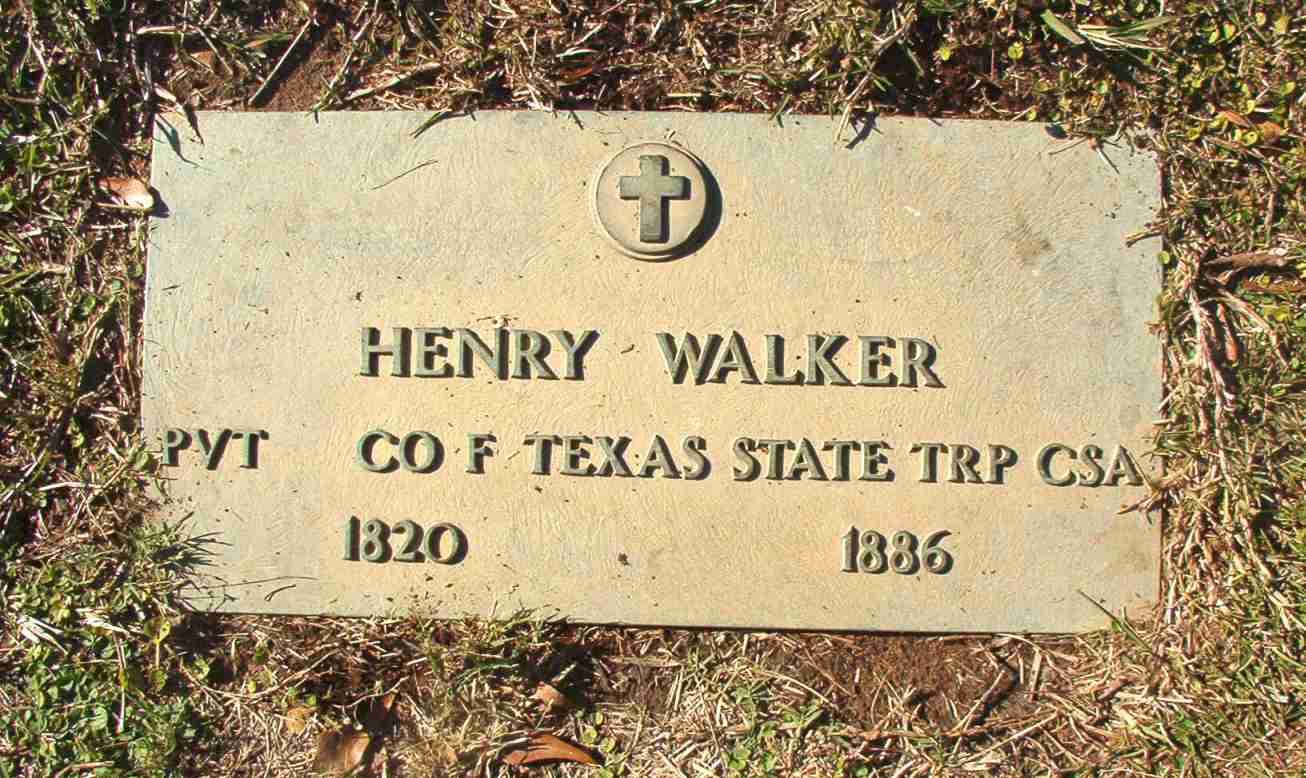 HENRY WALKER
PVT CO F TEXAS STATE TRP CSA
1820 1886